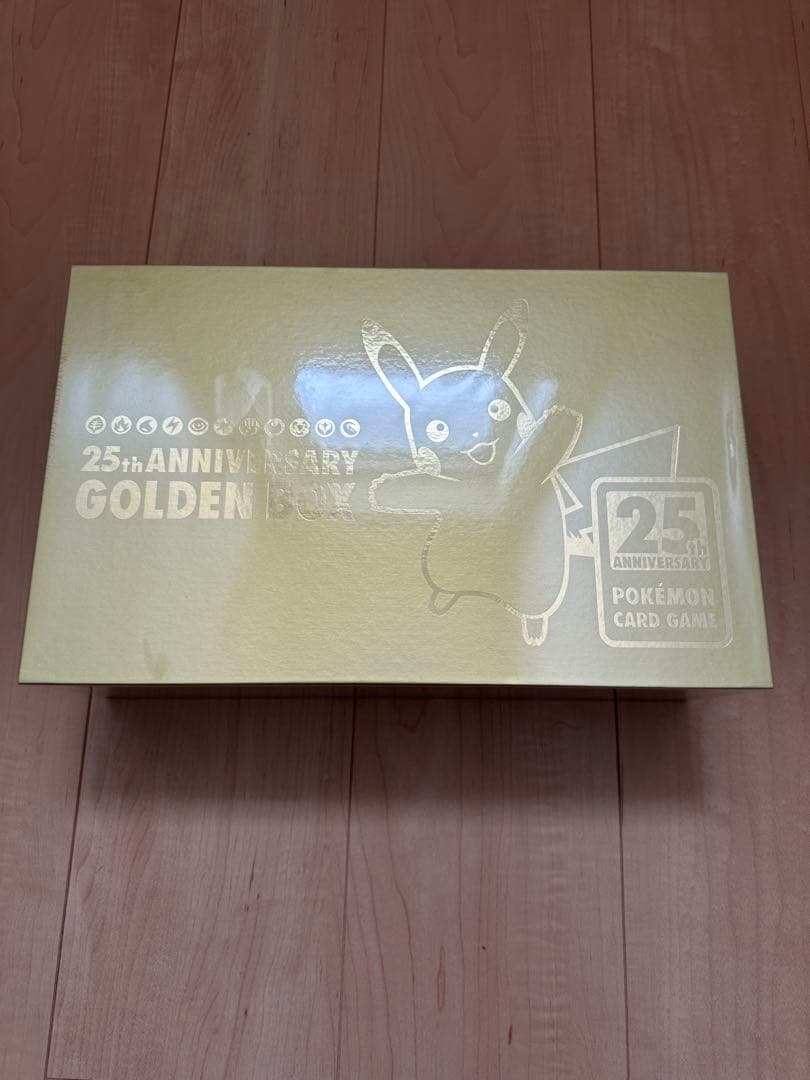 25th ANNIVERSARY
GOLDEN BOX
25th
ANNIVERSARY
POKÉMON
CARD GAME